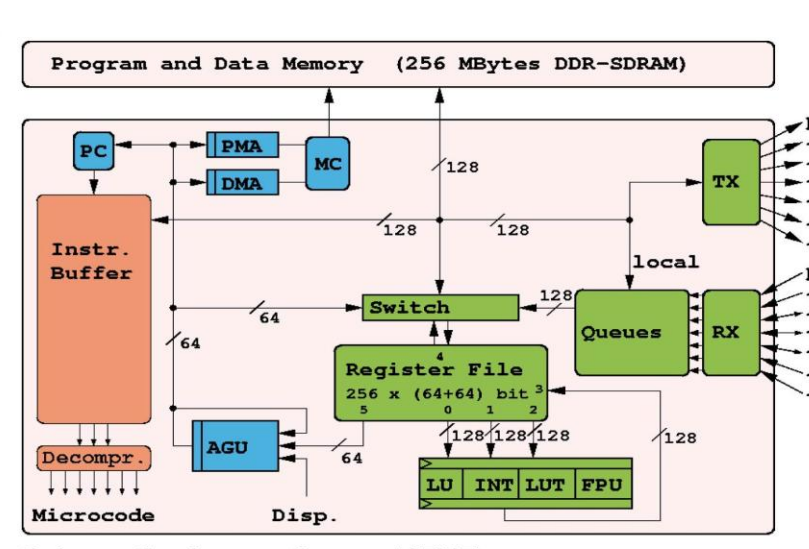 Program and Data Memory (256 MBytes DDR-SDRAM)
PC
PMA
MC
DMA
128
TX
128
128
Instr.
Buffer
local
128
Switch
64
Queues
RX
64
4
Register File
256 x (64+64) bit 3
5 0 1 2
AGU
64
128 128 128
128
Decompr.
LU INT LUT FPU
Microcode
Disp.